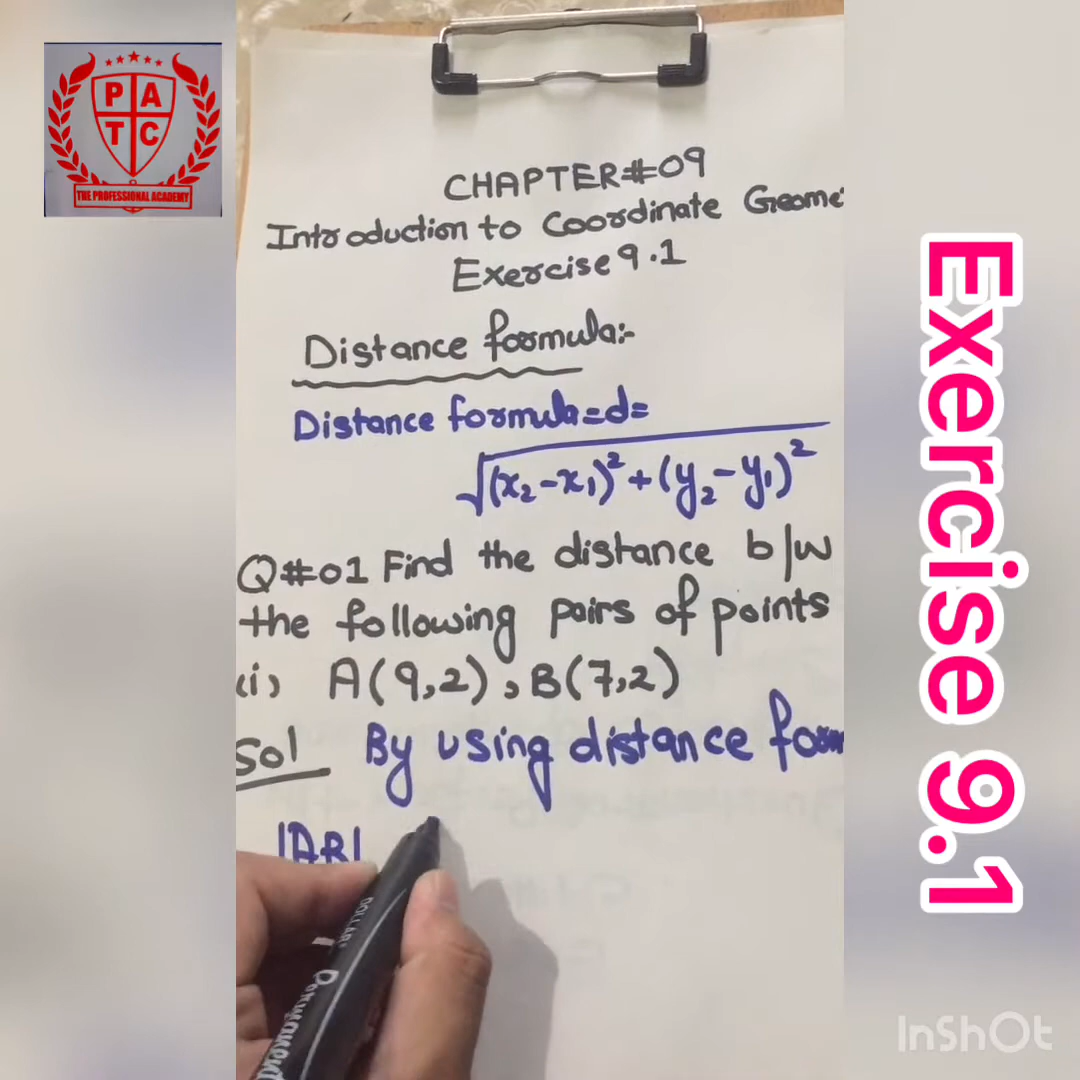 P A
T C
THE PROFESSIONAL ACADEMY
CHAPTER#09
Introduction to Coordinate Geome
Exercise 9.1
Distance formula:-
Distance formula=d=
√(x₂-x₁)²+(y₂-y₁)²
Q#01 Find the distance b/w
the following pairs of points
(i) A(9,2), B(7,2)
Sol By using distance form
|AB|
DOLLAR
Permanent
Exercise 9.1
InShOt